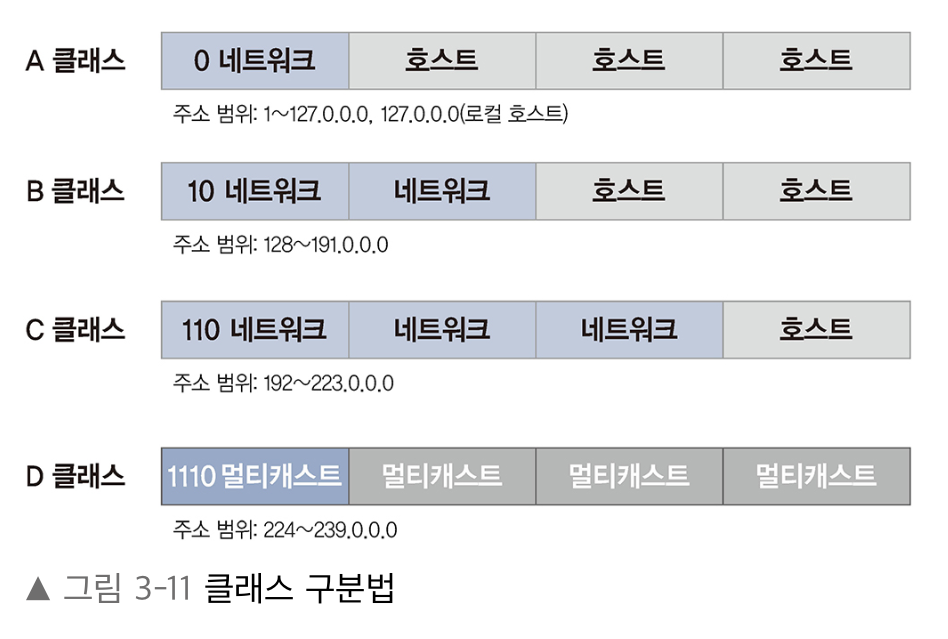 A 클래스 0 네트워크 호스트 호스트 호스트
주소 범위: 1~127.0.0.0, 127.0.0.0(로컬 호스트)
B 클래스 10 네트워크 네트워크 호스트 호스트
주소 범위: 128~191.0.0.0
C 클래스 110 네트워크 네트워크 네트워크 호스트
주소 범위: 192~223.0.0.0
D 클래스 1110 멀티캐스트 멀티캐스트 멀티캐스트 멀티캐스트
주소 범위: 224~239.0.0.0
▲ 그림 3-11 클래스 구분법